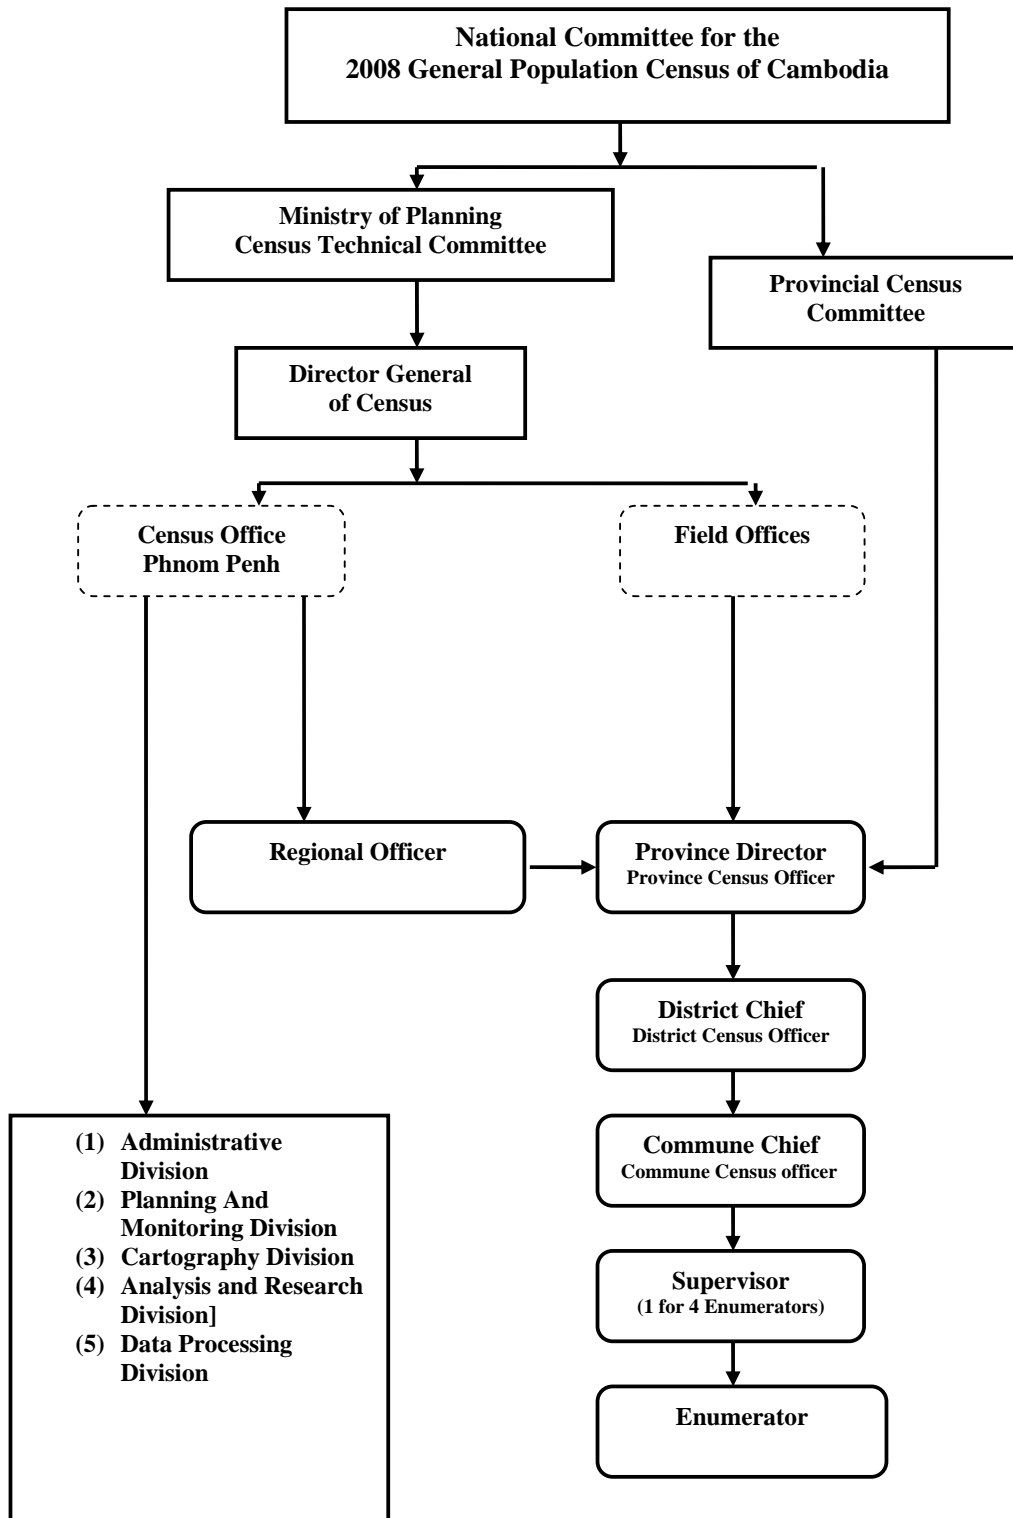 National Committee for the
2008 General Population Census of Cambodia
Ministry of Planning
Census Technical Committee
Provincial Census
Committee
Director General
of Census
Census Office
Phnom Penh
Field Offices
Regional Officer
Province Director
Province Census Officer
District Chief
District Census Officer
Commune Chief
Commune Census officer
Supervisor
(1 for 4 Enumerators)
Enumerator
(1) Administrative
Division
(2) Planning And
Monitoring Division
(3) Cartography Division
(4) Analysis and Research
Division]
(5) Data Processing
Division